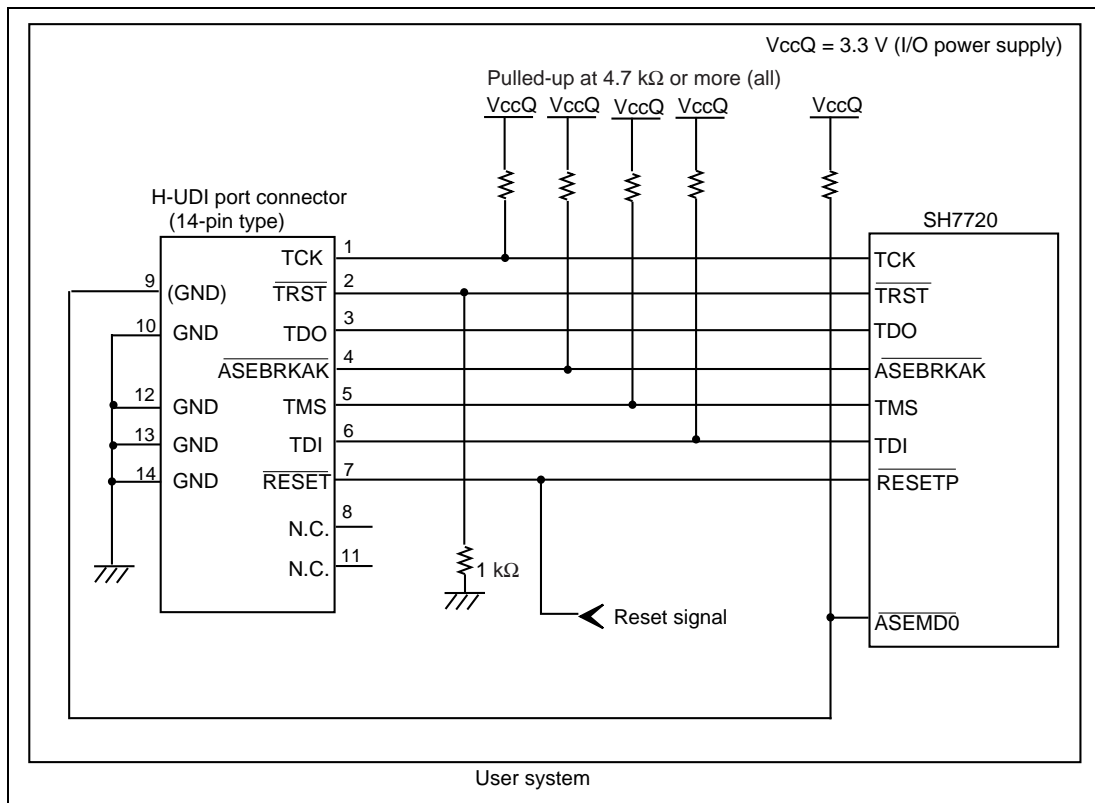 VccQ = 3.3 V (I/O power supply)
Pulled-up at 4.7 kΩ or more (all)
VccQ VccQ VccQ VccQ VccQ
H-UDI port connector
(14-pin type)
SH7720
TCK 1 TCK
9 (GND) TRST 2 TRST
10 GND TDO 3 TDO
ASEBRKAK 4 ASEBRKAK
12 GND TMS 5 TMS
13 GND TDI 6 TDI
14 GND RESET 7 RESETP
N.C. 8
N.C. 11
1 kΩ
Reset signal
ASEMD0
User system